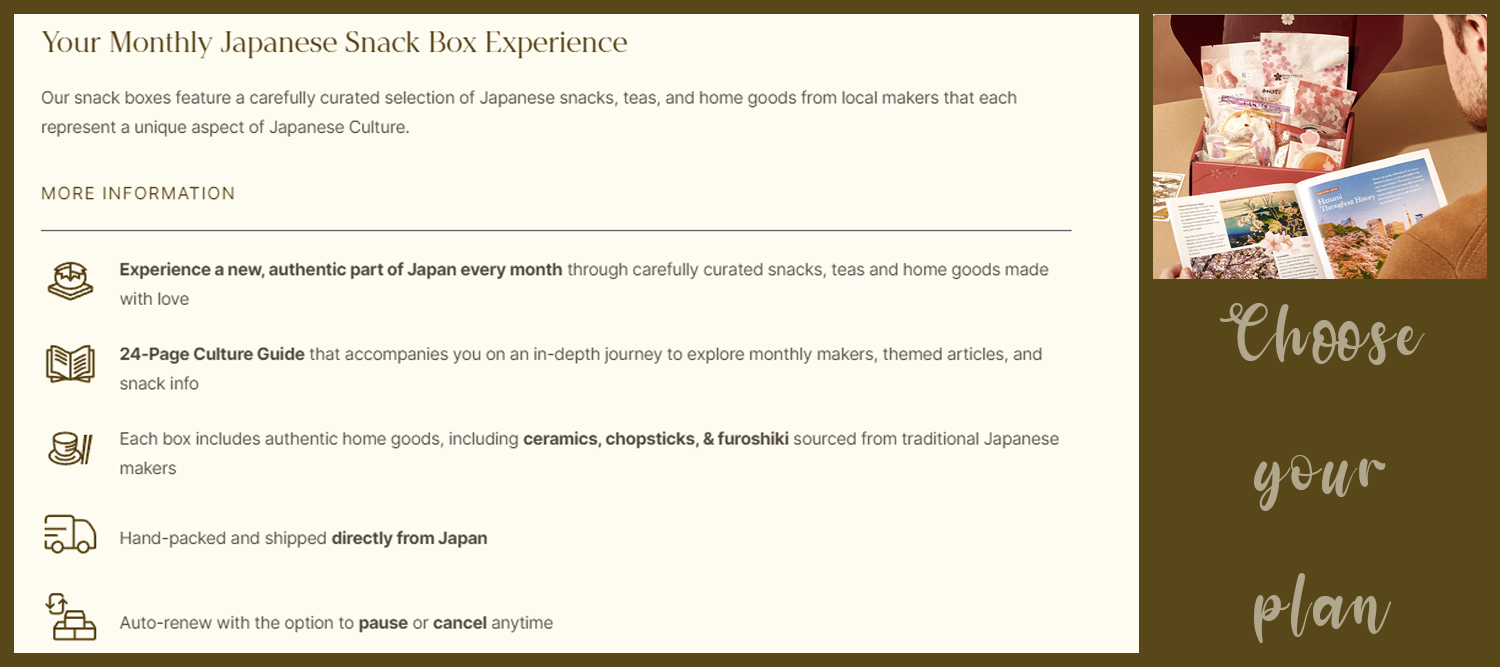 Your Monthly Japanese Snack Box Experience
Our snack boxes feature a carefully curated selection of Japanese snacks, teas, and home goods from local makers that each
represent a unique aspect of Japanese Culture.
MORE INFORMATION
Experience a new, authentic part of Japan every month through carefully curated snacks, teas and home goods made
with love
24-Page Culture Guide that accompanies you on an in-depth journey to explore monthly makers, themed articles, and
snack info
Each box includes authentic home goods, including ceramics, chopsticks, & furoshiki sourced from traditional Japanese
makers
Hand-packed and shipped directly from Japan
Auto-renew with the option to pause or cancel anytime
Hanami
Throughout History
Choose
your
plan